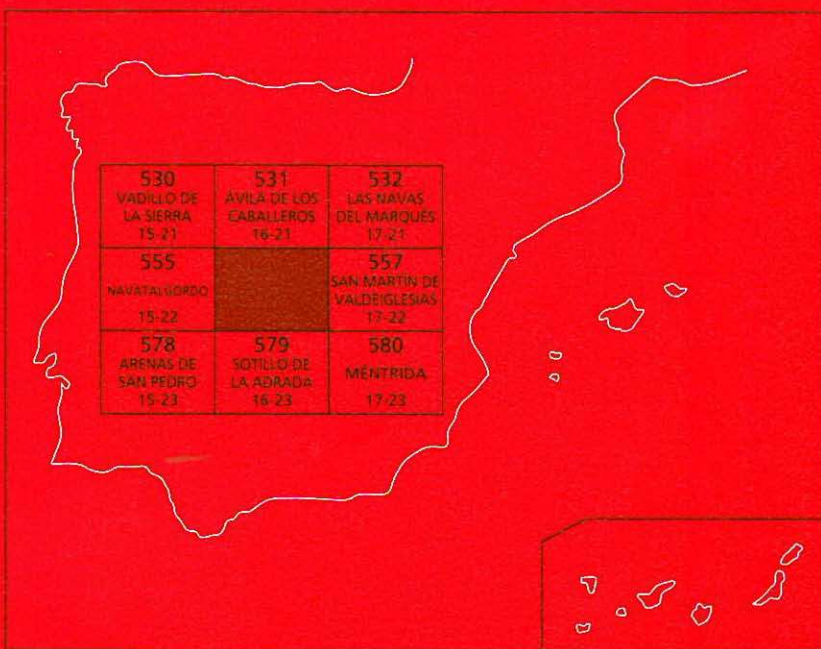 530
VADILLO DE
LA SIERRA
15-21
531
ÁVILA DE LOS
CABALLEROS
16-21
532
LAS NAVAS
DEL MARQUÉS
17-21
555
NAVATALGORDO
15-22
557
SAN MARTÍN DE
VALDEIGLESIAS
17-22
578
ARENAS DE
SAN PEDRO
15-23
579
SOTILLO DE
LA ADRADA
16-23
580
MÉNTRIDA
17-23